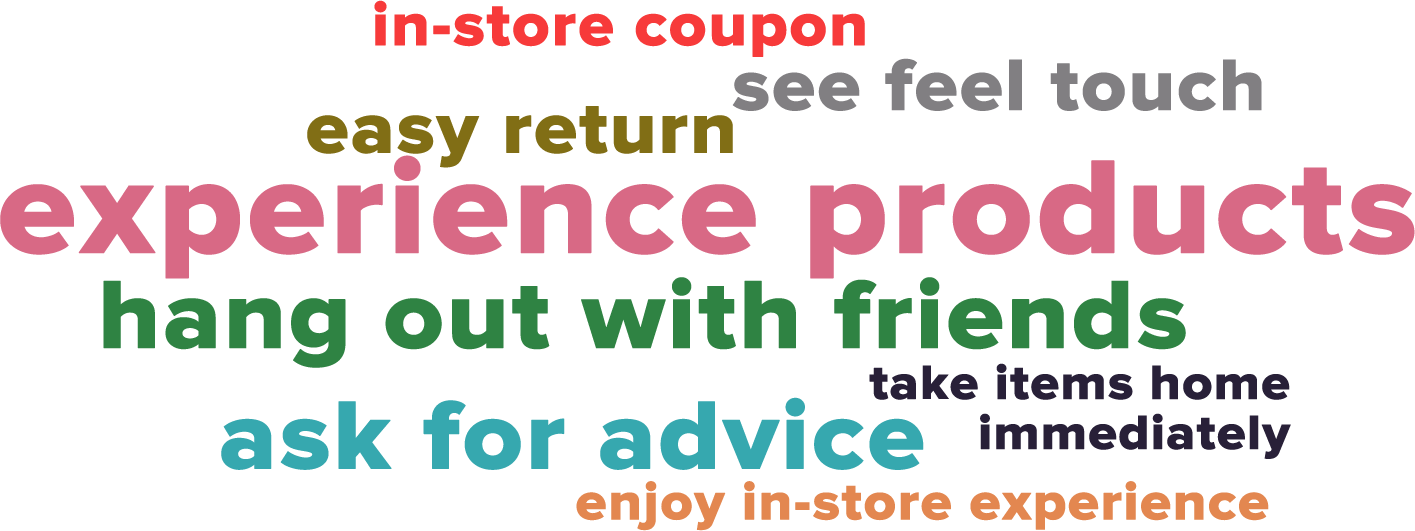 in-store coupon
see feel touch
easy return
experience products
hang out with friends
take items home
immediately
ask for advice
enjoy in-store experience